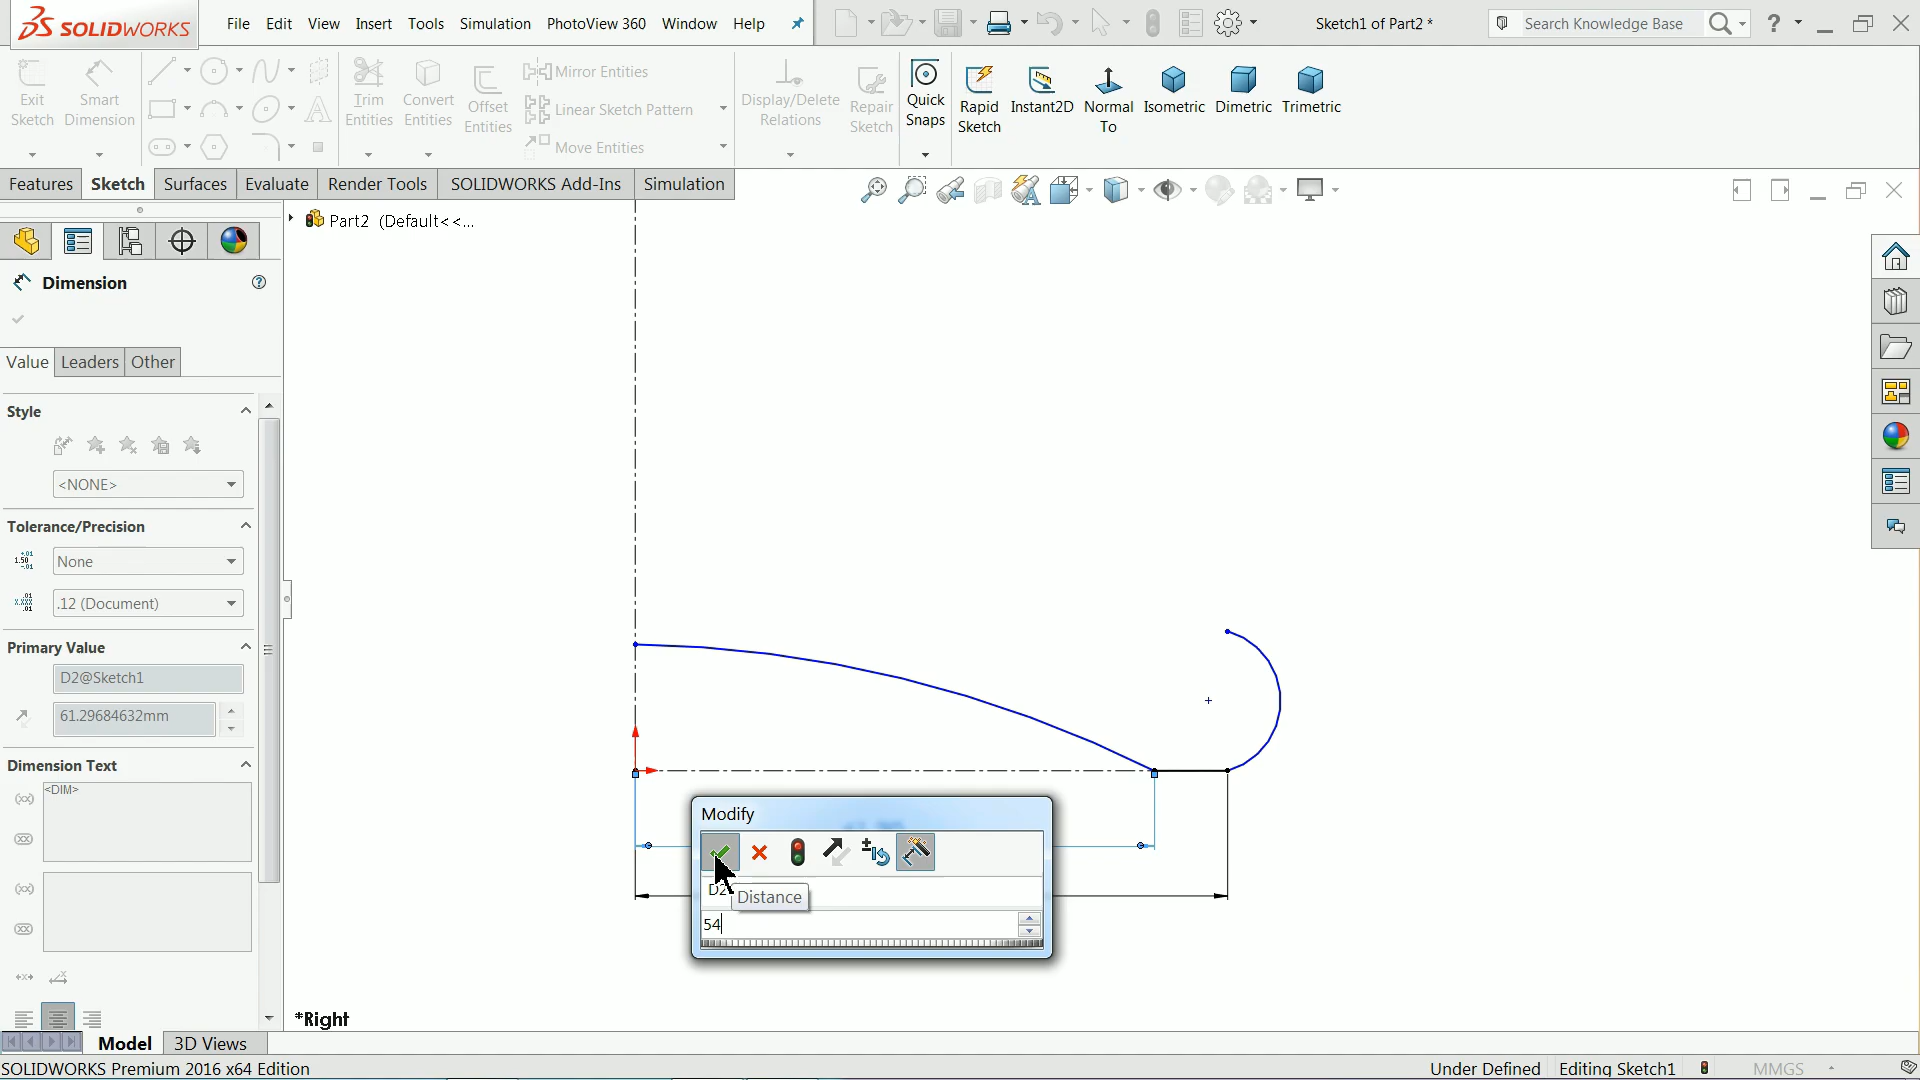 SOLIDWORKS
File
Edit
View
Insert
Tools
Simulation
PhotoView 360
Window
Help
Sketch1 of Part2 *
Search Knowledge Base
?
Exit
Sketch
Smart
Dimension
Trim
Entities
Convert
Entities
Offset
Entities
Mirror Entities
Linear Sketch Pattern
Move Entities
Display/Delete
Relations
Repair
Sketch
Quick
Snaps
Rapid
Sketch
Instant2D
Normal
To
Isometric
Dimetric
Trimetric
Features
Sketch
Surfaces
Evaluate
Render Tools
SOLIDWORKS Add-Ins
Simulation
Part2 (Default<<...
Dimension
?
Value
Leaders
Other
Style
<NONE>
Tolerance/Precision
None
.12 (Document)
Primary Value
D2@Sketch1
61.29684632mm
Dimension Text
<DIM>
Modify
D2
Distance
54
*Right
Model
3D Views
SOLIDWORKS Premium 2016 x64 Edition
Under Defined
Editing Sketch1
MMGS